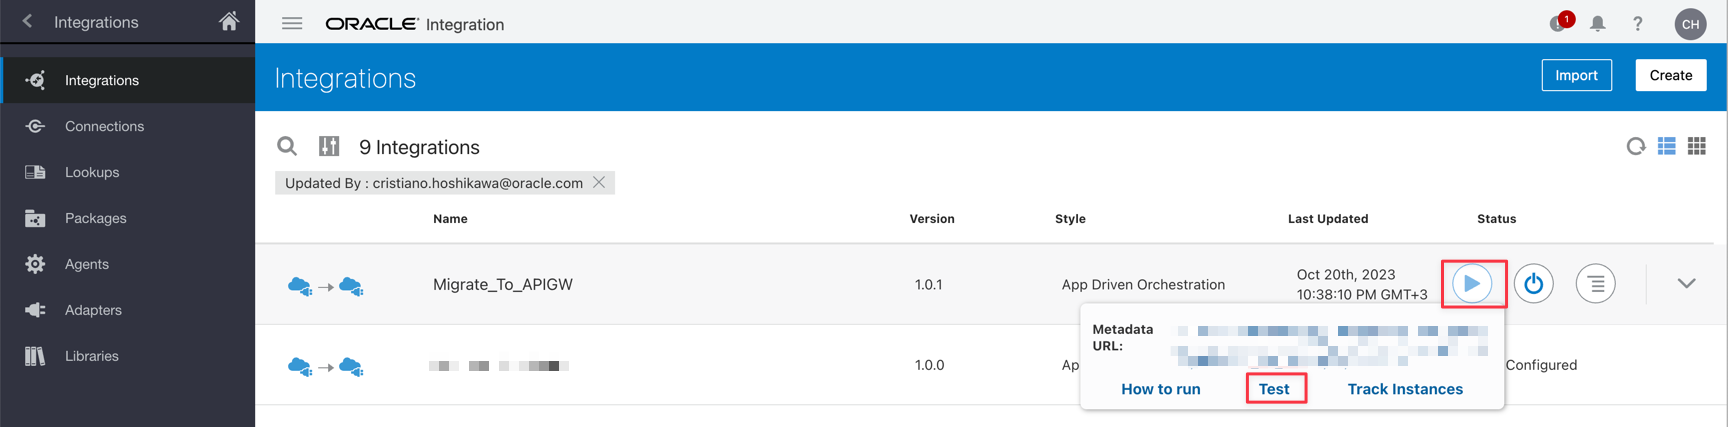 Integrations
ORACLE Integration
1
CH
Integrations
Connections
Lookups
Packages
Agents
Adapters
Libraries
Integrations
Import
Create
9 Integrations
Updated By : cristiano.hoshikawa@oracle.com
Name Version Style Last Updated Status
Migrate_To_APIGW 1.0.1 App Driven Orchestration Oct 20th, 2023
10:38:10 PM GMT+3
Metadata
URL:
How to run Test Track Instances
1.0.0 Configured